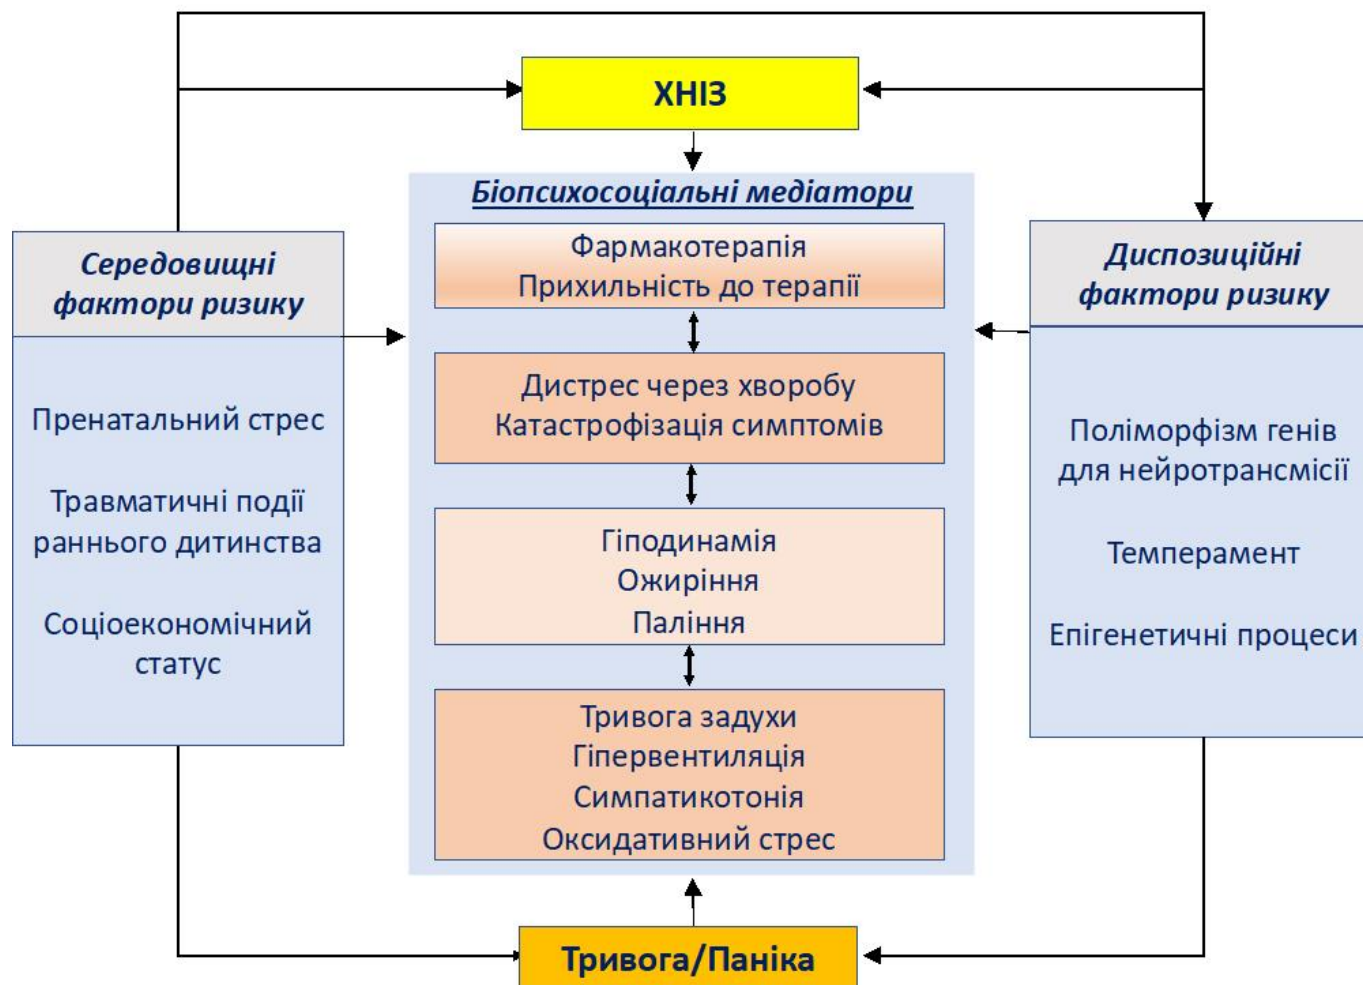 ХНІЗ
Біопсихосоціальні медіатори
Фармакотерапія
Прихильність до терапії
Дистрес через хворобу
Катастрофізація симптомів
Гіподинамія
Ожиріння
Паління
Тривога задухи
Гіпервентиляція
Симпатикотонія
Оксидативний стрес
Середовищні
фактори ризику
Пренатальний стрес
Травматичні події
раннього дитинства
Соціоекономічний
статус
Диспозиційні
фактори ризику
Поліморфізм генів
для нейротрансмісії
Темперамент
Епігенетичні процеси
Тривога/Паніка